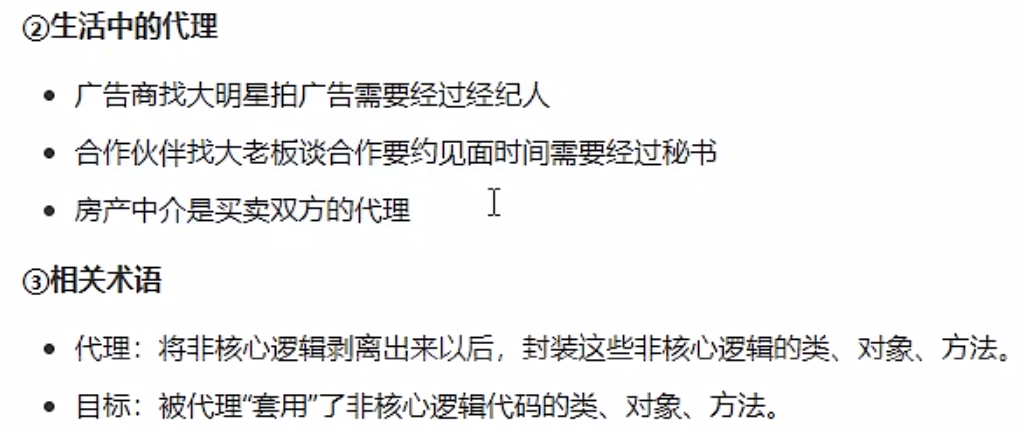 ②生活中的代理
• 广告商找大明星拍广告需要经过经纪人
• 合作伙伴找大老板谈合作要约见面时间需要经过秘书
• 房产中介是买卖双方的代理
③相关术语
• 代理：将非核心逻辑剥离出来以后，封装这些非核心逻辑的类、对象、方法。
• 目标：被代理“套用”了非核心逻辑代码的类、对象、方法。